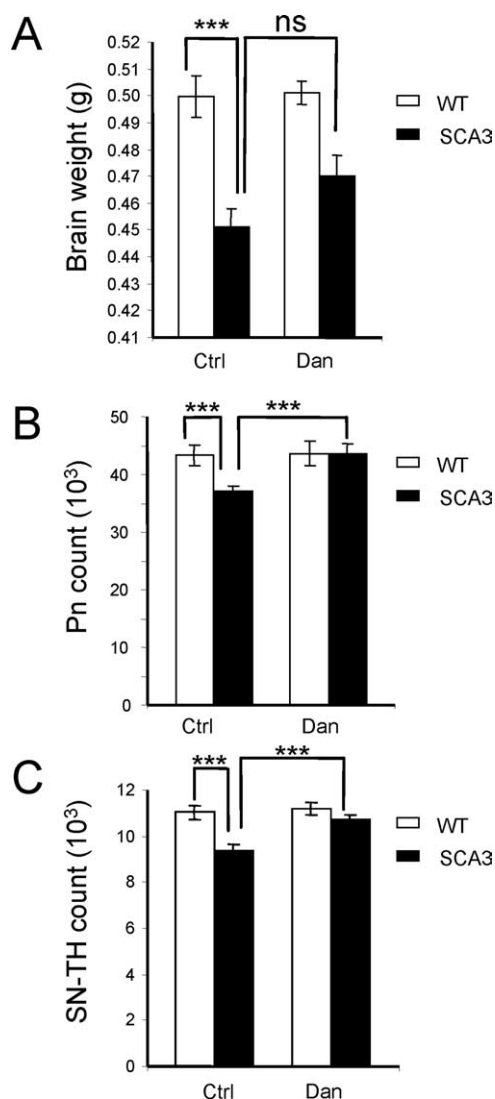 A
***
ns
Brain weight (g)
0.52
0.51
0.50
0.49
0.48
0.47
0.46
0.45
0.44
0.43
0.42
0.41
WT
SCA3
Ctrl Dan
B
***
***
Pn count (10³)
50
40
30
20
10
0
WT
SCA3
Ctrl Dan
C
***
***
SN-TH count (10³)
12
10
8
6
4
2
0
WT
SCA3
Ctrl Dan